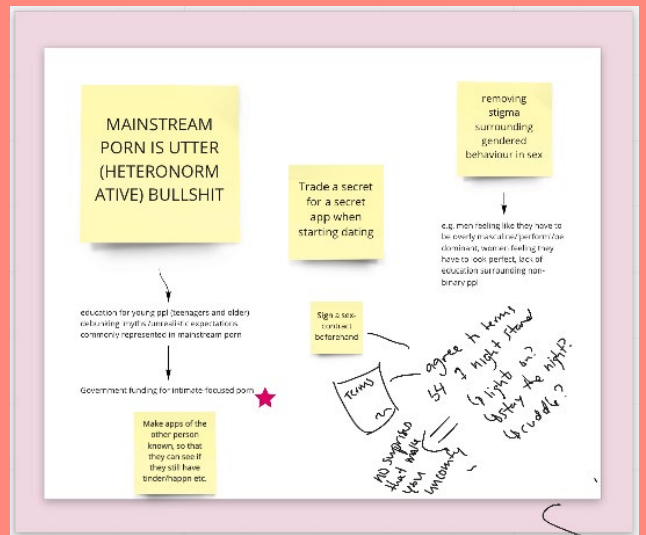 MAINSTREAM
PORN IS UTTER
(HETERONORM
ATIVE) BULLSHIT
education for young ppl (teenagers and older)
debunking myths /unrealistic expectations
commonly represented in mainstream porn
Government funding for intimate-focused porn
Make apps of the
other person
known, so that
they can see if
they still have
tinder/happn etc.
Trade a secret
for a secret
app when
starting dating
Sign a sex-
contract
beforehand
Terms
agree to terms
1 night stand
lights on?
stay the night?
cuddle?
no surprises
that make
you
uncomfy
removing
stigma
surrounding
gendered
behaviour in sex
e.g. men feeling like they have to
be overly masculine/perform/be
dominant, women feeling they
have to look perfect, lack of
education surrounding non-
binary ppl